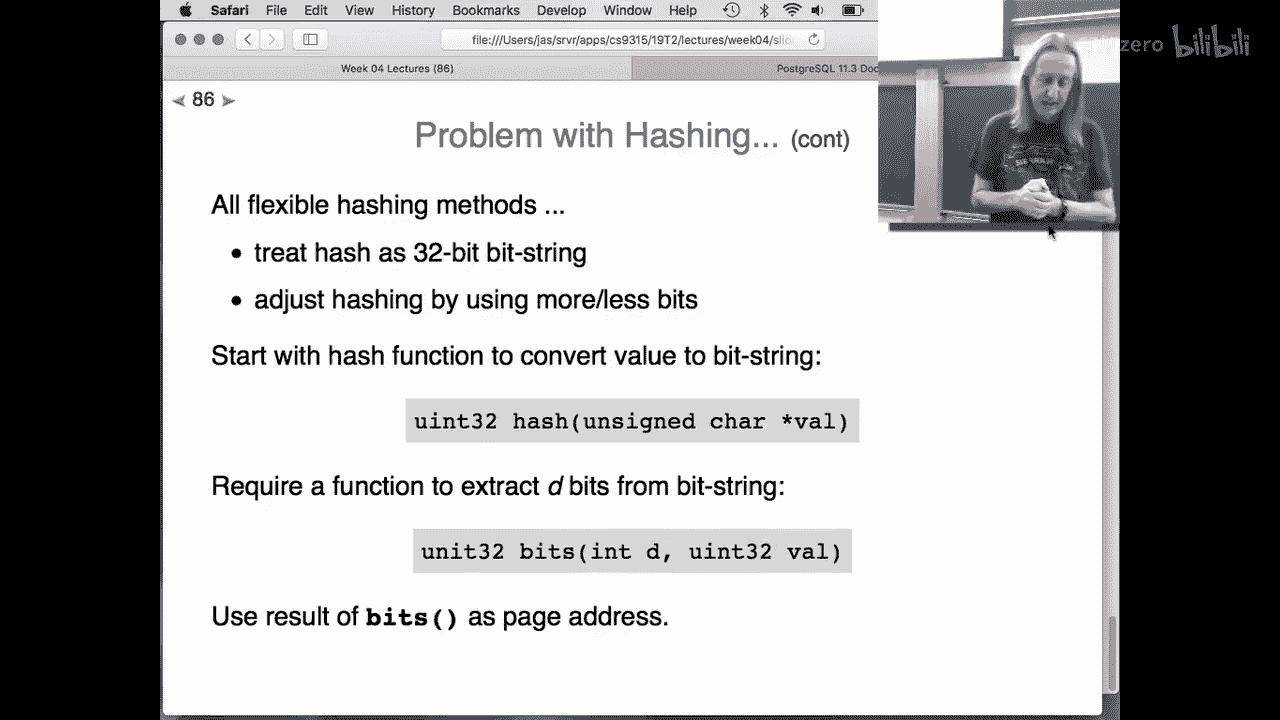 Safari File Edit View History Bookmarks Develop Window Help
file:///Users/jas/srvr/apps/cs9315/19T2/lectures/week04/slid
zero bilibili
Week 04 Lectures (86)
PostgreSQL 11.3 Doc
86
Problem with Hashing... (cont)
All flexible hashing methods ...
• treat hash as 32-bit bit-string
• adjust hashing by using more/less bits
Start with hash function to convert value to bit-string:
uint32 hash(unsigned char *val)
Require a function to extract d bits from bit-string:
unit32 bits(int d, uint32 val)
Use result of bits() as page address.